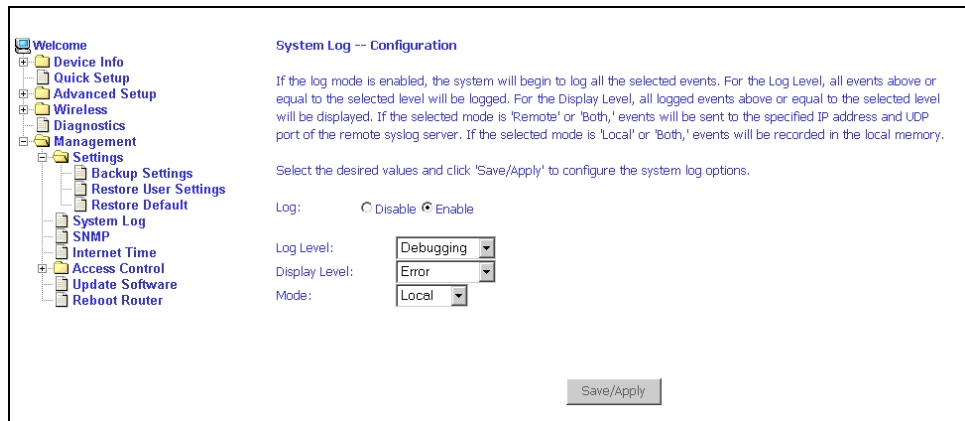 Welcome
Device Info
Quick Setup
Advanced Setup
Wireless
Diagnostics
Management
Settings
Backup Settings
Restore User Settings
Restore Default
System Log
SNMP
Internet Time
Access Control
Update Software
Reboot Router
System Log -- Configuration
If the log mode is enabled, the system will begin to log all the selected events. For the Log Level, all events above or
equal to the selected level will be logged. For the Display Level, all logged events above or equal to the selected level
will be displayed. If the selected mode is 'Remote' or 'Both,' events will be sent to the specified IP address and UDP
port of the remote syslog server. If the selected mode is 'Local' or 'Both,' events will be recorded in the local memory.
Select the desired values and click 'Save/Apply' to configure the system log options.
Log: Disable Enable
Log Level: Debugging
Display Level: Error
Mode: Local
Save/Apply